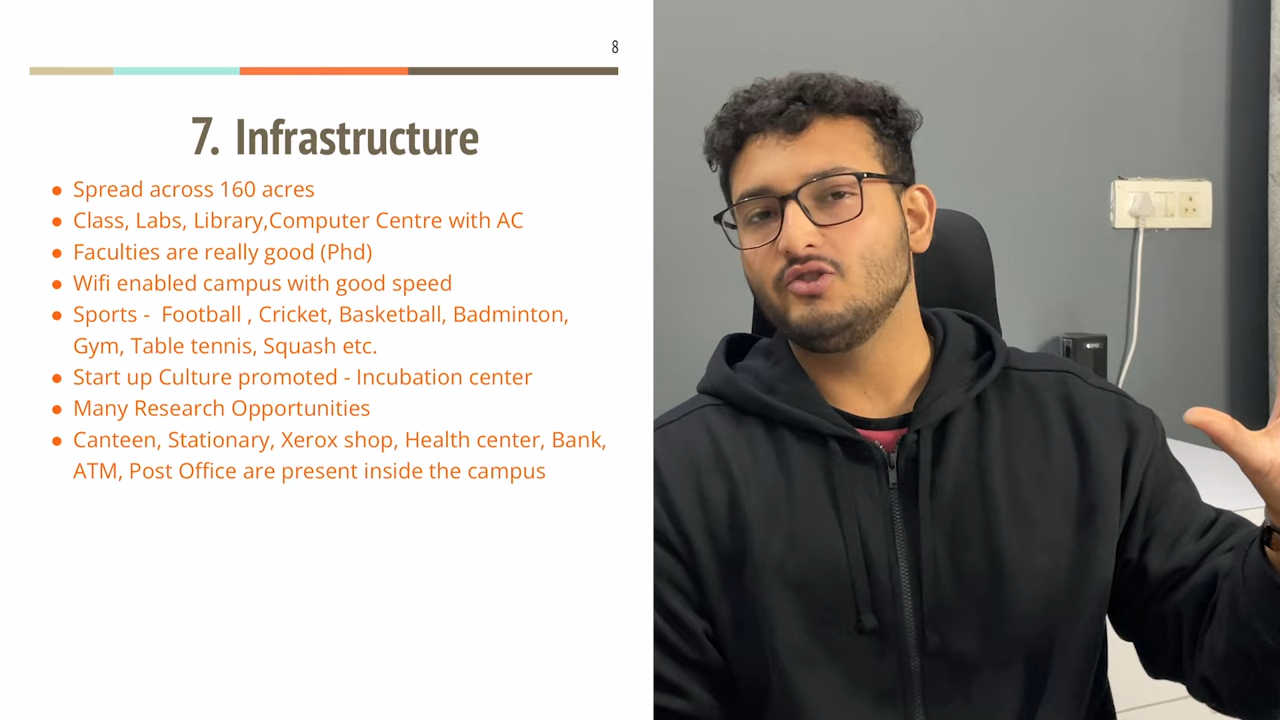 8
7. Infrastructure
● Spread across 160 acres
● Class, Labs, Library,Computer Centre with AC
● Faculties are really good (Phd)
● Wifi enabled campus with good speed
● Sports - Football , Cricket, Basketball, Badminton,
Gym, Table tennis, Squash etc.
● Start up Culture promoted - Incubation center
● Many Research Opportunities
● Canteen, Stationary, Xerox shop, Health center, Bank,
ATM, Post Office are present inside the campus